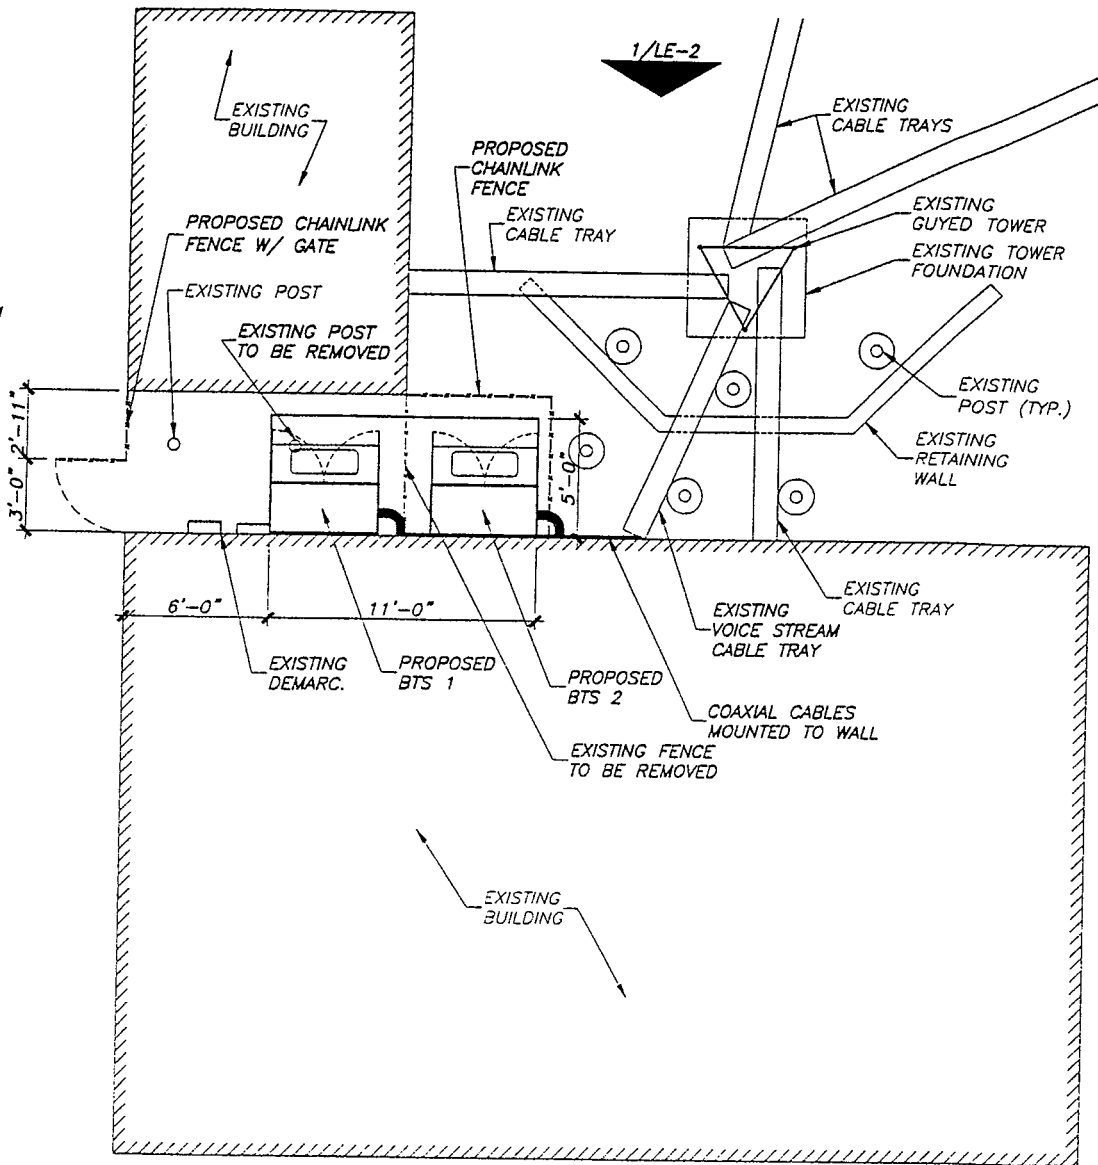 1/LE-2
EXISTING
CABLE TRAYS
EXISTING
BUILDING
PROPOSED
CHAINLINK
FENCE
EXISTING
CABLE TRAY
EXISTING
GUYED TOWER
EXISTING TOWER
FOUNDATION
PROPOSED CHAINLINK
FENCE W/ GATE
EXISTING POST
EXISTING POST
TO BE REMOVED
EXISTING
POST (TYP.)
EXISTING
RETAINING
WALL
2'-11"
3'-0"
5'-0"
6'-0"
11'-0"
EXISTING
CABLE TRAY
EXISTING
VOICE STREAM
CABLE TRAY
EXISTING
DEMARC.
PROPOSED
BTS 1
PROPOSED
BTS 2
COAXIAL CABLES
MOUNTED TO WALL
EXISTING FENCE
TO BE REMOVED
EXISTING
BUILDING